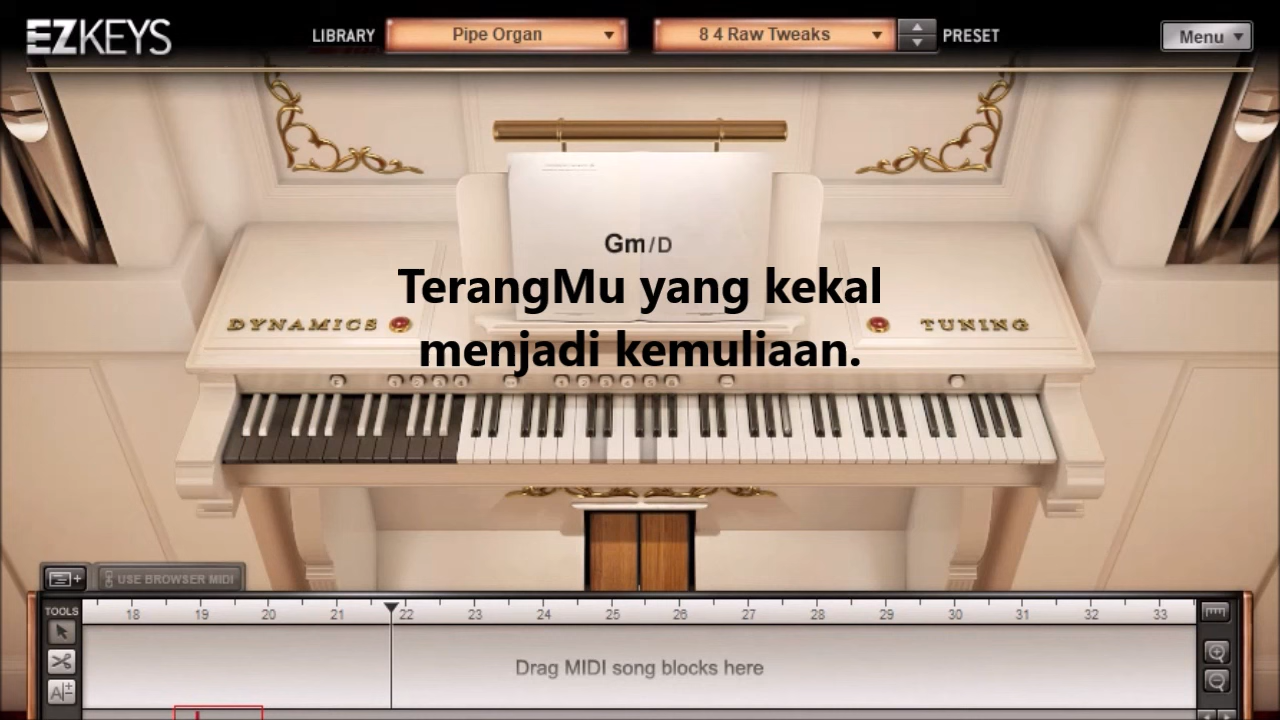 EZKEYS
LIBRARY
Pipe Organ
8 4 Raw Tweaks
PRESET
Menu
Gm/D
TerangMu yang kekal
menjadi kemuliaan.
DYNAMICS
TUNING
USE BROWSER MIDI
TOOLS
18 19 20 21 22 23 24 25 26 27 28 29 30 31 32 33
Drag MIDI song blocks here